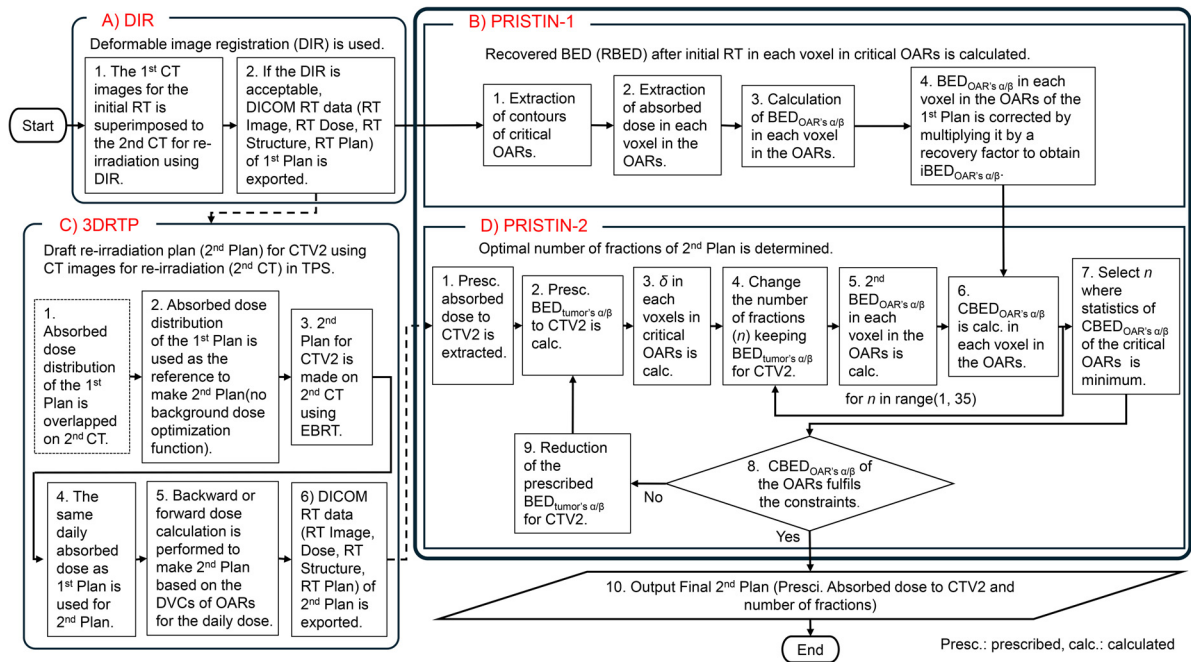 A) DIR
Deformable image registration (DIR) is used.
Start
1. The
1st CT
images for
the initial RT is
superimposed to
the 2nd CT for re-
irradiation using
DIR.
2. If the DIR is
acceptable,
DICOM RT data (RT
Image, RT Dose, RT
Structure, RT Plan)
of 1st Plan is
exported.
B) PRISTIN-1
Recovered BED (RBED) after initial RT in each voxel in critical OARs is calculated.
1. Extraction
of contours
of critical
OARs.
2. Extraction
of absorbed
dose in each
voxel in the
OARs.
3. Calculation
of BEDOAR's α/β
in each voxel
in the OARs.
4. BEDOAR's α/β in each
voxel in the OARs of the
1st Plan is corrected by
multiplying it by a
recovery factor to obtain
iBEDOAR's α/β.
C) 3DRTP
Draft re-irradiation plan (2nd Plan) for CTV2 using
CT images for re-irradiation (2nd CT) in TPS.
1.
Absorbed
dose
distribution
of the 1st
Plan is
overlapped
on 2nd CT.
2. Absorbed dose
distribution
of the 1st Plan is
used as the
reference to
make 2nd Plan(no
background dose
optimization
function).
3. 2nd
Plan for
CTV2 is
made on
2nd CT
using
EBRT.
4. The
same
daily
absorbed
dose as
1st Plan is
used for
2nd Plan.
5. Backward or
forward dose
calculation is
performed to
make 2nd Plan
based on the
DVCs of OARs
for the daily dose.
6) DICOM
RT data
(RT Image,
Dose, RT
Structure,
RT Plan) of
2nd Plan is
exported.
D) PRISTIN-2
Optimal number of fractions of 2nd Plan is determined.
1. Presc.
absorbed
dose to
CTV2 is
extracted.
2. Presc.
BEDtumor's α/β
to CTV2 is
calc.
3. δ in
each
voxels in
critical
OARs is
calc.
4. Change
the number
of fractions
(n) keeping
BEDtumor's α/β
for CTV2.
5. 2nd
BEDOAR's α/β
in each
voxel in the
OARs is
calc.
6.
CBEDOAR's α/β
is calc. in
each voxel
in the
OARs.
7. Select n
where
statistics of
CBEDOAR's α/β
of the critical
OARs is
minimum.
for n in range(1, 35)
8. CBEDOAR's α/β of
the OARs fulfils
the constraints.
No
Yes
9. Reduction
of the
prescribed
BEDtumor's α/β
for CTV2.
10. Output Final 2nd Plan (Presci. Absorbed dose to CTV2 and
number of fractions)
End
Presc.: prescribed, calc.: calculated